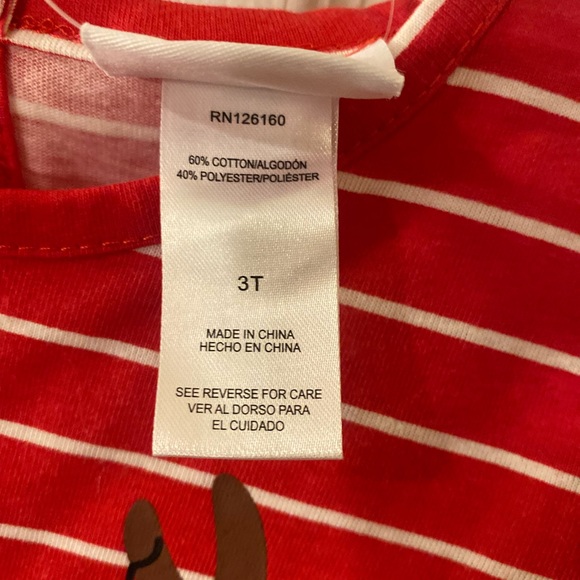 RN126160
60% COTTON/ALGODÓN
40% POLYESTER/POLIÉSTER
3T
MADE IN CHINA
HECHO EN CHINA
SEE REVERSE FOR CARE
VER AL DORSO PARA
EL CUIDADO